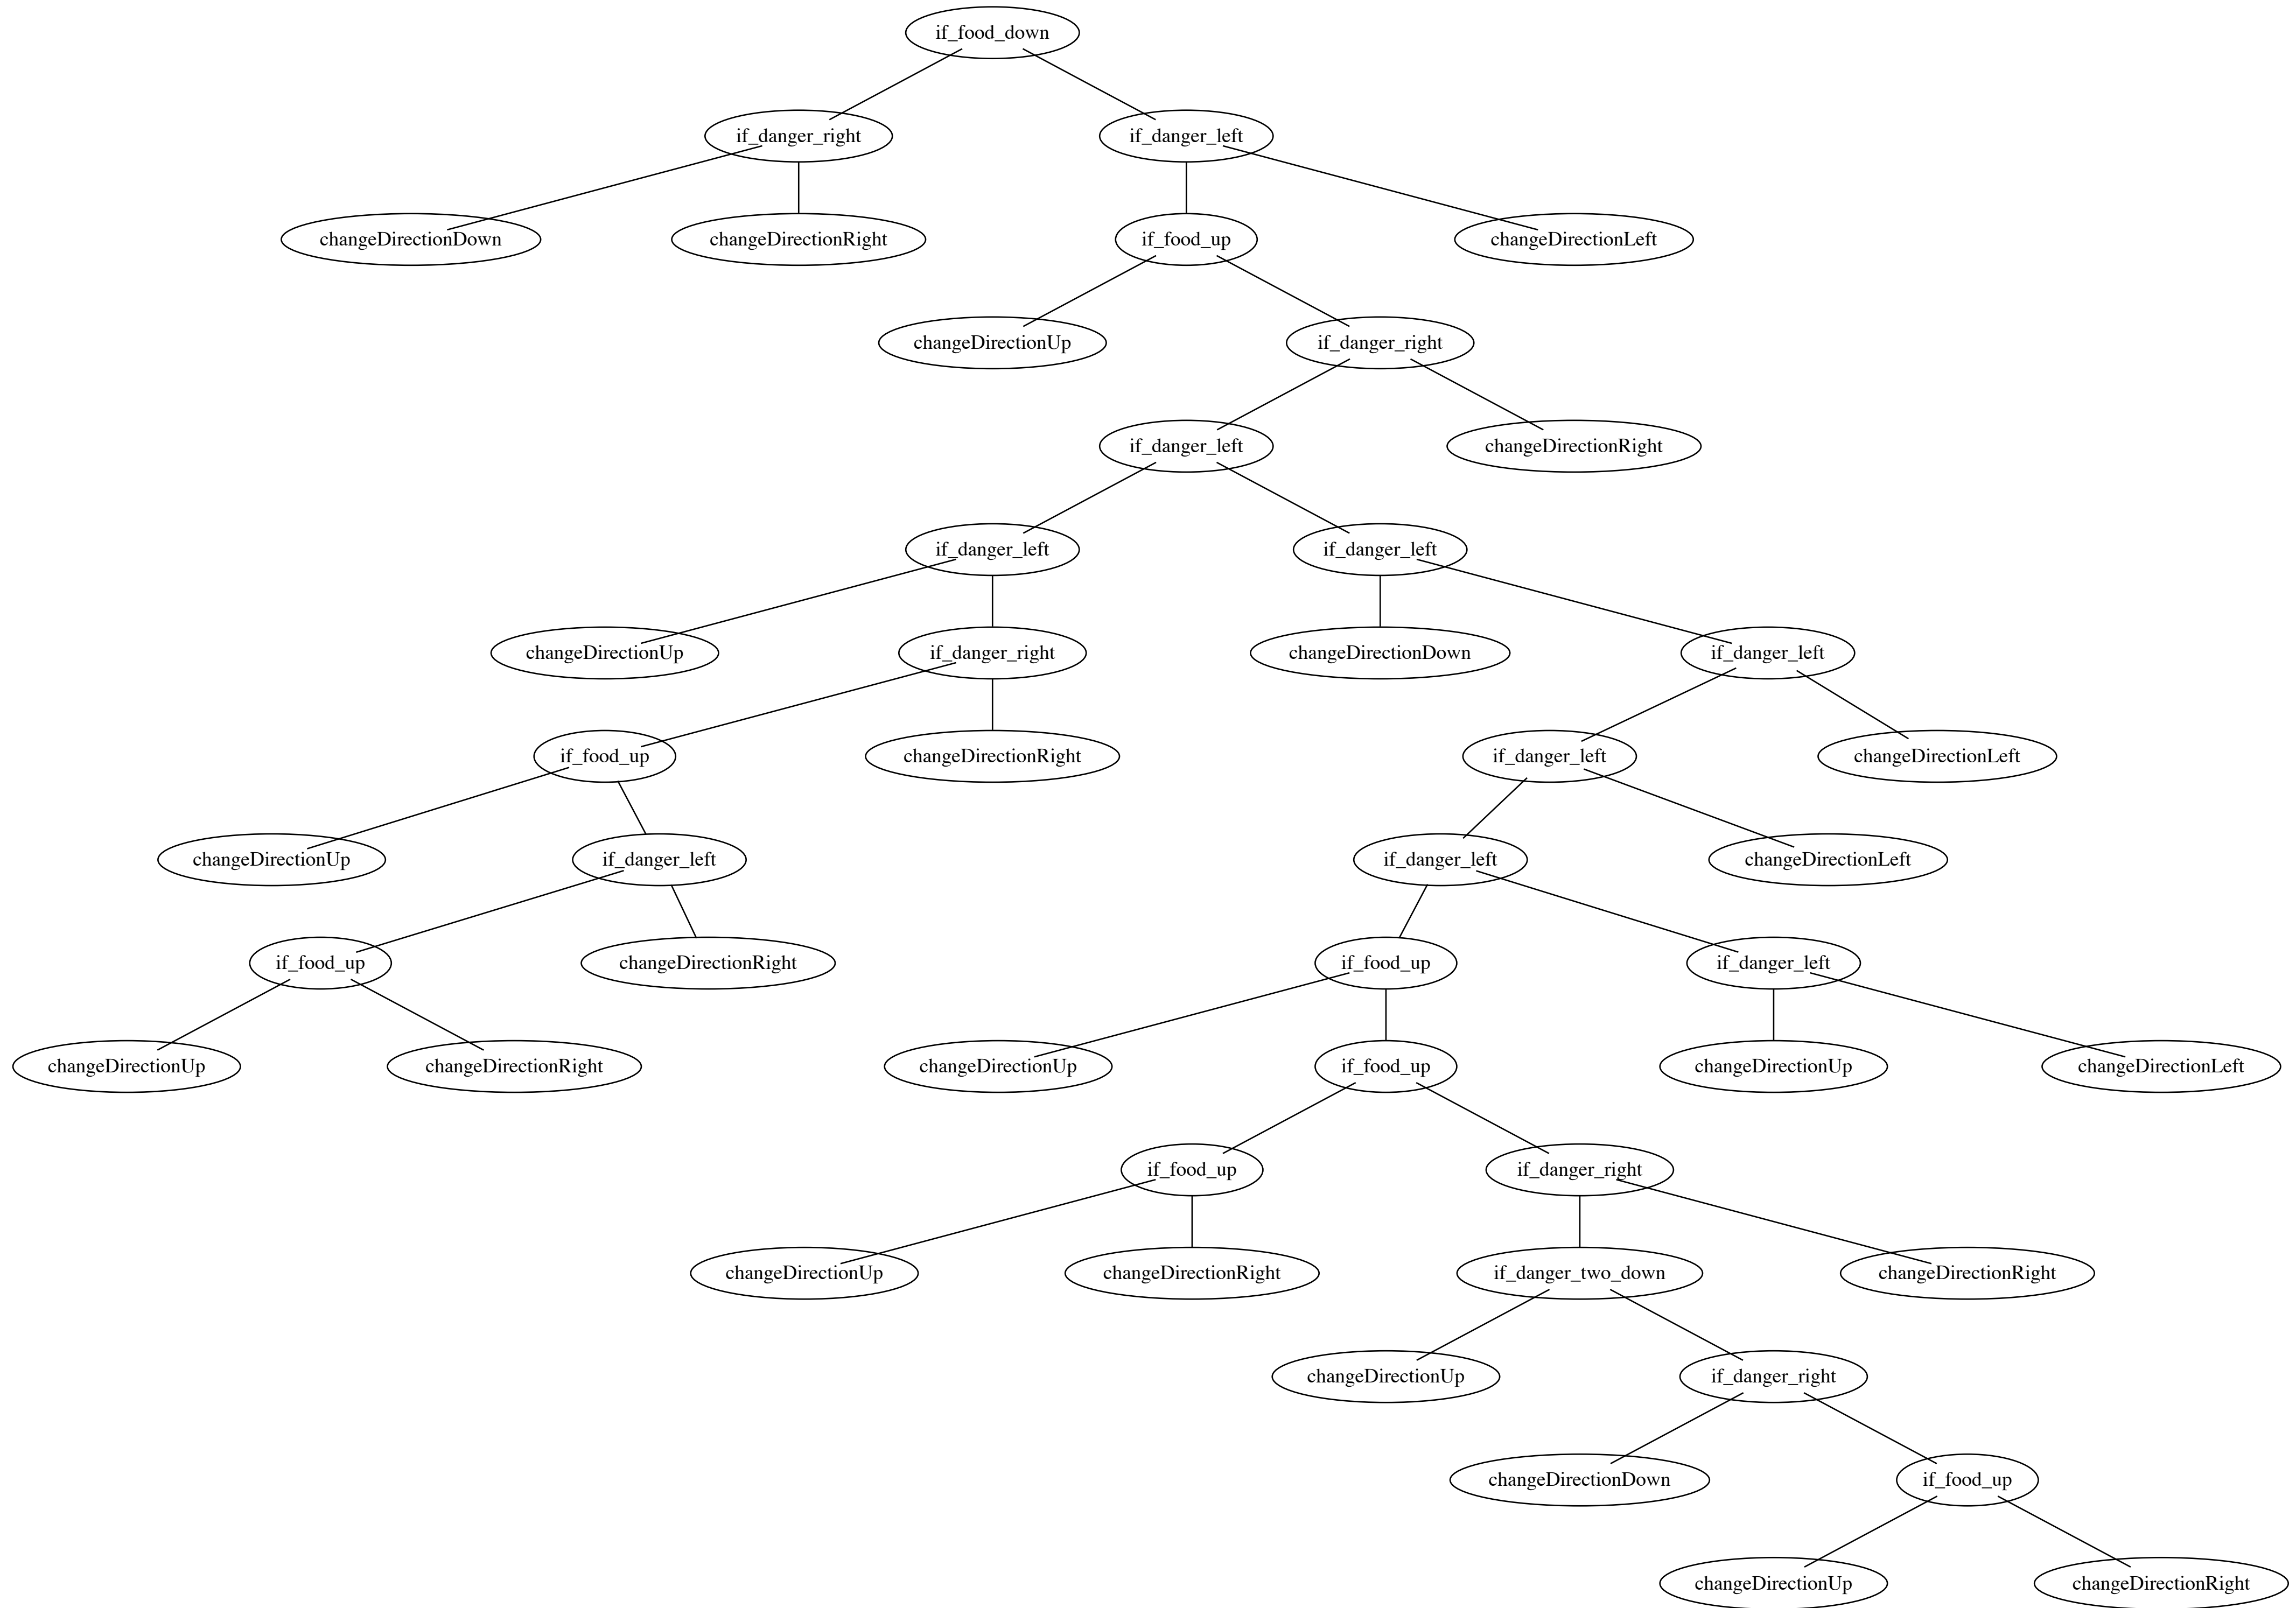 if_food_down
if_danger_right
if_danger_left
changeDirectionDown
changeDirectionRight
if_food_up
changeDirectionLeft
changeDirectionUp
if_danger_right
if_danger_left
changeDirectionRight
if_danger_left
if_danger_left
changeDirectionUp
if_danger_right
changeDirectionDown
if_danger_left
if_food_up
changeDirectionRight
if_danger_left
changeDirectionLeft
changeDirectionUp
if_danger_left
if_danger_left
changeDirectionLeft
if_food_up
changeDirectionRight
if_food_up
if_danger_left
changeDirectionUp
changeDirectionRight
changeDirectionUp
if_food_up
changeDirectionUp
changeDirectionLeft
if_food_up
if_danger_right
changeDirectionUp
changeDirectionRight
if_danger_two_down
changeDirectionRight
changeDirectionUp
if_danger_right
changeDirectionDown
if_food_up
changeDirectionUp
changeDirectionRight